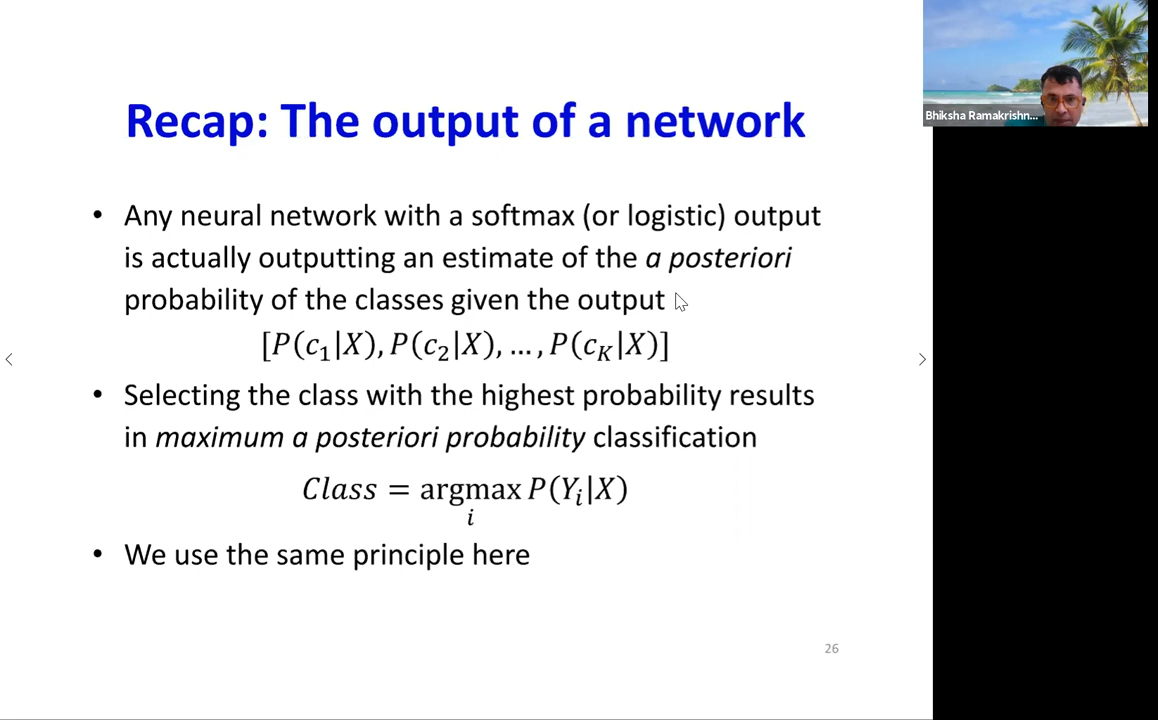 Bhiksha Ramakrishn...
Recap: The output of a network
• Any neural network with a softmax (or logistic) output
is actually outputting an estimate of the a posteriori
probability of the classes given the output
[P(c₁|X), P(c₂|X), ..., P(c_K|X)]
• Selecting the class with the highest probability results
in maximum a posteriori probability classification
Class = argmax P(Y_i|X)
i
• We use the same principle here
26